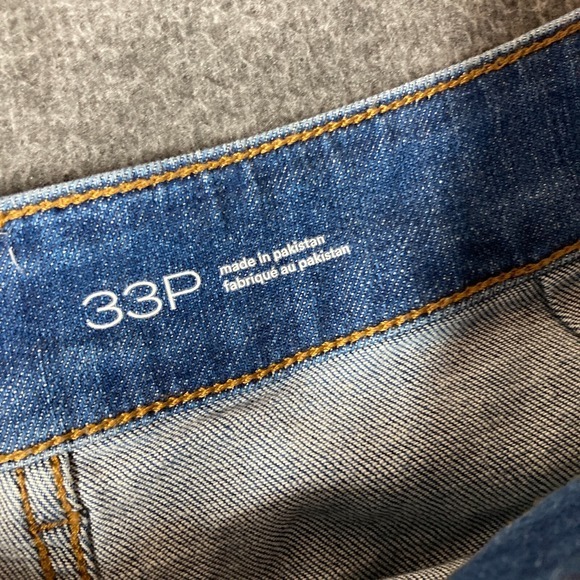 33P
made in pakistan
fabriqué au pakistan